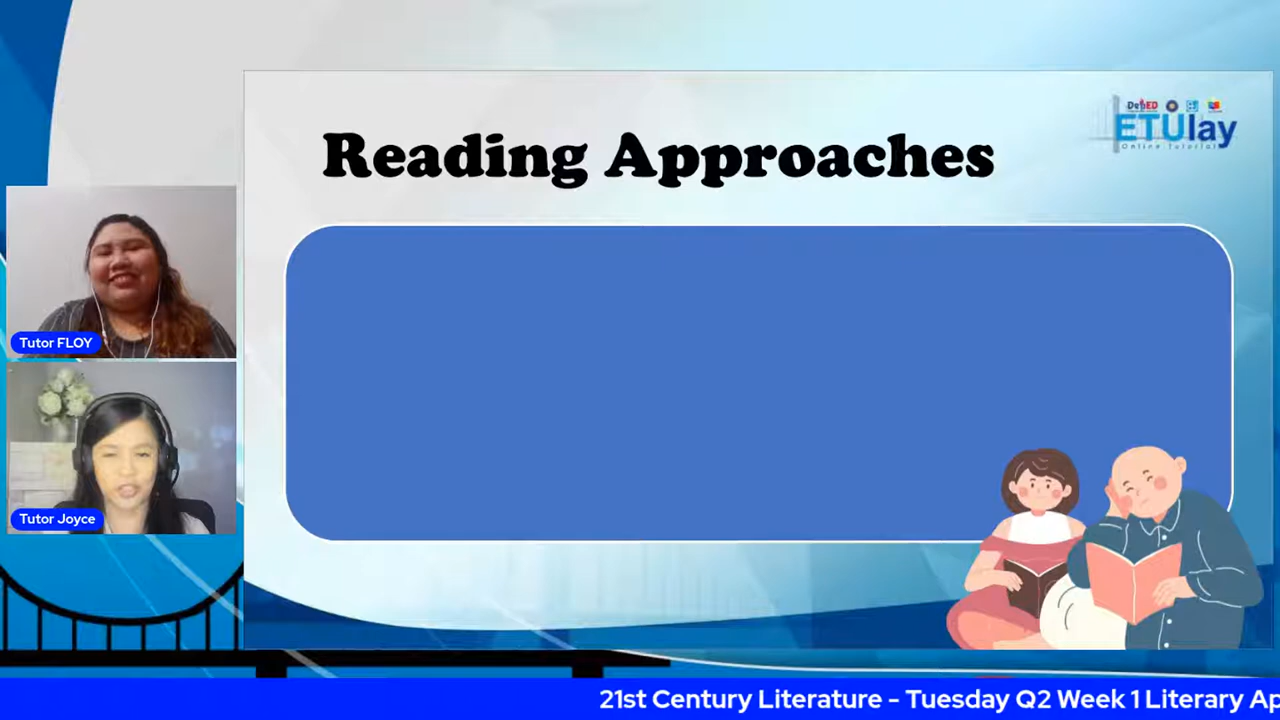 Reading Approaches
DepED
ETUlay
Online Tutorial
Tutor FLOY
Tutor Joyce
21st Century Literature - Tuesday Q2 Week 1 Literary Ap